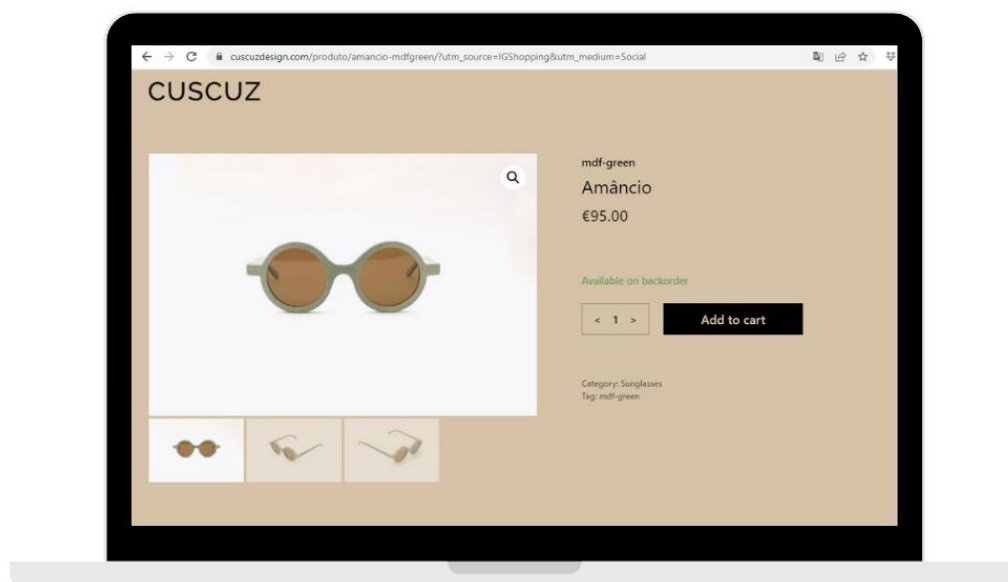 cuscuzdesign.com/produto/amancio-mdfgreen/?utm_source=IGShopping&utm_medium=Social
CUSCUZ
mdf-green
Amâncio
€95.00
Available on backorder
< 1 >
Add to cart
Category: Sunglasses
Tag: mdf-green